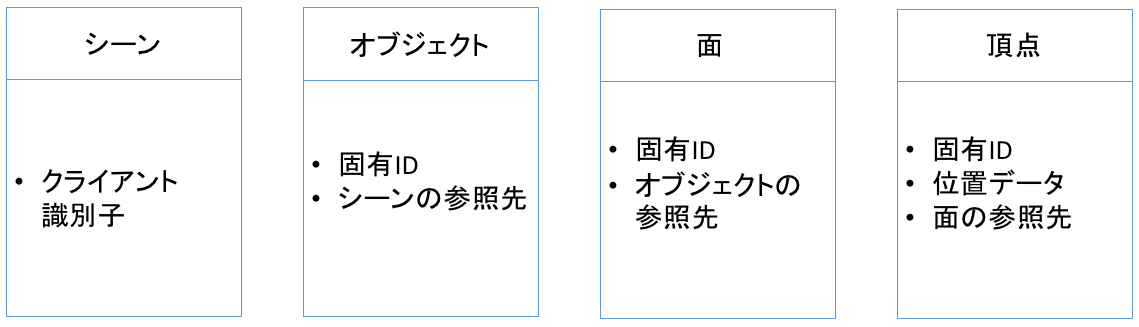 シーン
• クライアント
識別子
オブジェクト
• 固有ID
• シーンの参照先
面
• 固有ID
• オブジェクトの
参照先
頂点
• 固有ID
• 位置データ
• 面の参照先